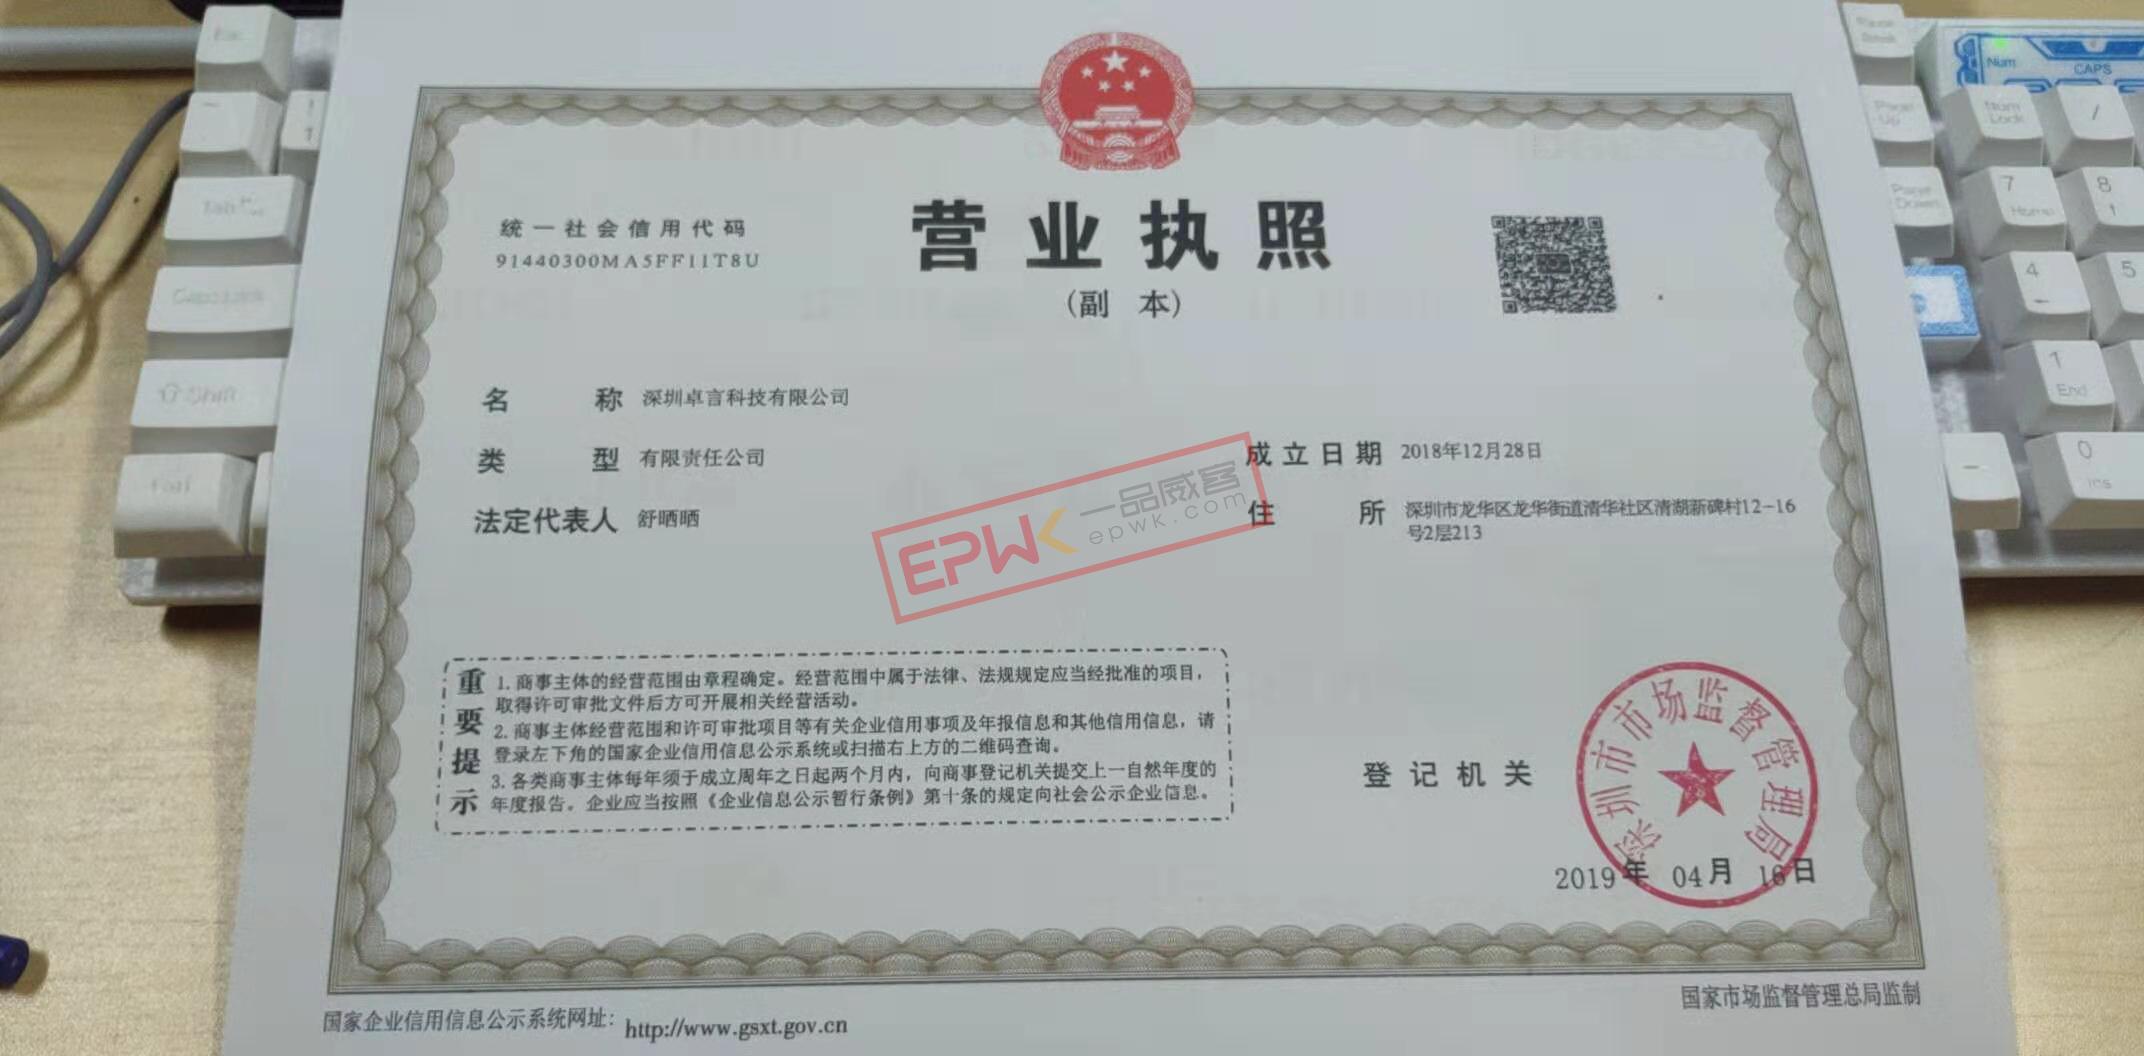 营业执照
(副 本)
统一社会信用代码
91440300MA5FF11T8U
名 称 深圳卓言科技有限公司
类 型 有限责任公司
法定代表人 舒晒晒
成立日期 2018年12月28日
住 所 深圳市龙华区龙华街道清华社区清湖新碑村12-16
号2层213
EPWK 一品威客
epwk.com
重要提示
1. 商事主体的经营范围由章程确定。经营范围中属于法律、法规规定应当经批准的项目，
取得许可审批文件后方可开展相关经营活动。
2. 商事主体经营范围和许可审批项目等有关企业信用事项及年报信息和其他信用信息，请
登录左下角的国家企业信用信息公示系统或扫描右上方的二维码查询。
3. 各类商事主体每年须于成立周年之日起两个月内，向商事登记机关提交上一自然年度的
年度报告。企业应当按照《企业信息公示暂行条例》第十条的规定向社会公示企业信息。
登记机关
深圳市市场监督管理局
2019年 04月 16日
国家企业信用信息公示系统网址： http://www.gsxt.gov.cn
国家市场监督管理总局监制
Tab
Shift
Num
CAPS
Page
Up
Num
Lock
/
Page
Down
7
Home
8
4
5
1
End
0
Ins